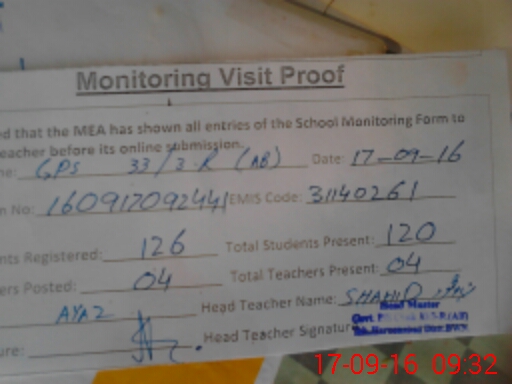 Monitoring Visit Proof
ed that the MEA has shown all entries of the School Monitoring Form to
eacher before its online submission.
me: GPS 33/3-R (AB) Date: 17-09-16
n No: 160917092441 EMIS Code: 31140261
nts Registered: 126 Total Students Present: 120
ers Posted: 04 Total Teachers Present: 04
AYAZ Head Teacher Name: SHAHID
Head Master
ure: Head Teacher Signatur
17-09-16 09:32